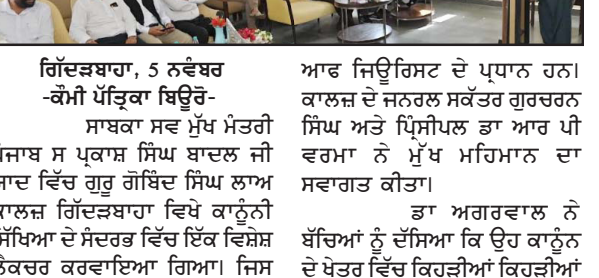 ਗਿੱਦੜਬਾਹਾ, 5 ਨਵੰਬਰ
-ਕੌਮੀ ਪੱਤ੍ਰਿਕਾ ਬਿਊਰੋ-
ਸਾਬਕਾ ਸਵ ਮੁੱਖ ਮੰਤਰੀ
ਪੰਜਾਬ ਸ ਪ੍ਰਕਾਸ਼ ਸਿੰਘ ਬਾਦਲ ਜੀ
ਯਾਦ ਵਿੱਚ ਗੁਰੂ ਗੋਬਿੰਦ ਸਿੰਘ ਲਾਅ
ਕਾਲਜ਼ ਗਿੱਦੜਬਾਹਾ ਵਿਖੇ ਕਾਨੂੰਨੀ
ਸਿੱਖਿਆ ਦੇ ਸੰਦਰਭ ਵਿੱਚ ਇੱਕ ਵਿਸ਼ੇਸ਼
ਲੈਕਚਰ ਕਰਵਾਇਆ ਗਿਆ। ਜਿਸ
ਆਫ ਜਿਊਰਿਸਟ ਦੇ ਪ੍ਰਧਾਨ ਹਨ।
ਕਾਲਜ਼ ਦੇ ਜਨਰਲ ਸਕੱਤਰ ਗੁਰਚਰਨ
ਸਿੰਘ ਅਤੇ ਪ੍ਰਿੰਸੀਪਲ ਡਾ ਆਰ ਪੀ
ਵਰਮਾ ਨੇ ਮੁੱਖ ਮਹਿਮਾਨ ਦਾ
ਸਵਾਗਤ ਕੀਤਾ।
ਡਾ ਅਗਰਵਾਲ ਨੇ
ਬੱਚਿਆਂ ਨੂੰ ਦੱਸਿਆ ਕਿ ਉਹ ਕਾਨੂੰਨ
ਦੇ ਖੇਤਰ ਵਿੱਚ ਕਿਹੜੀਆਂ ਕਿਹੜੀਆਂ